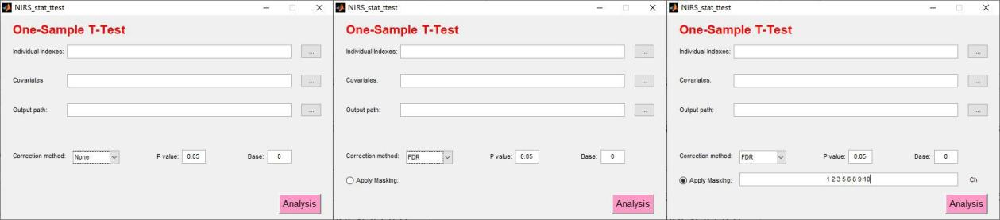 NIRS_stat_ttest
One-Sample T-Test
Individual Indexes:
...
Covariates:
...
Output path:
...
Correction method: None P value: 0.05 Base: 0
Analysis
NIRS_stat_ttest
One-Sample T-Test
Individual Indexes:
...
Covariates:
...
Output path:
...
Correction method: FDR P value: 0.05 Base: 0
Apply Masking:
Analysis
NIRS_stat_ttest
One-Sample T-Test
Individual Indexes:
...
Covariates:
...
Output path:
...
Correction method: FDR P value: 0.05 Base: 0
Apply Masking: 1 2 3 5 6 8 9 10 Ch
Analysis